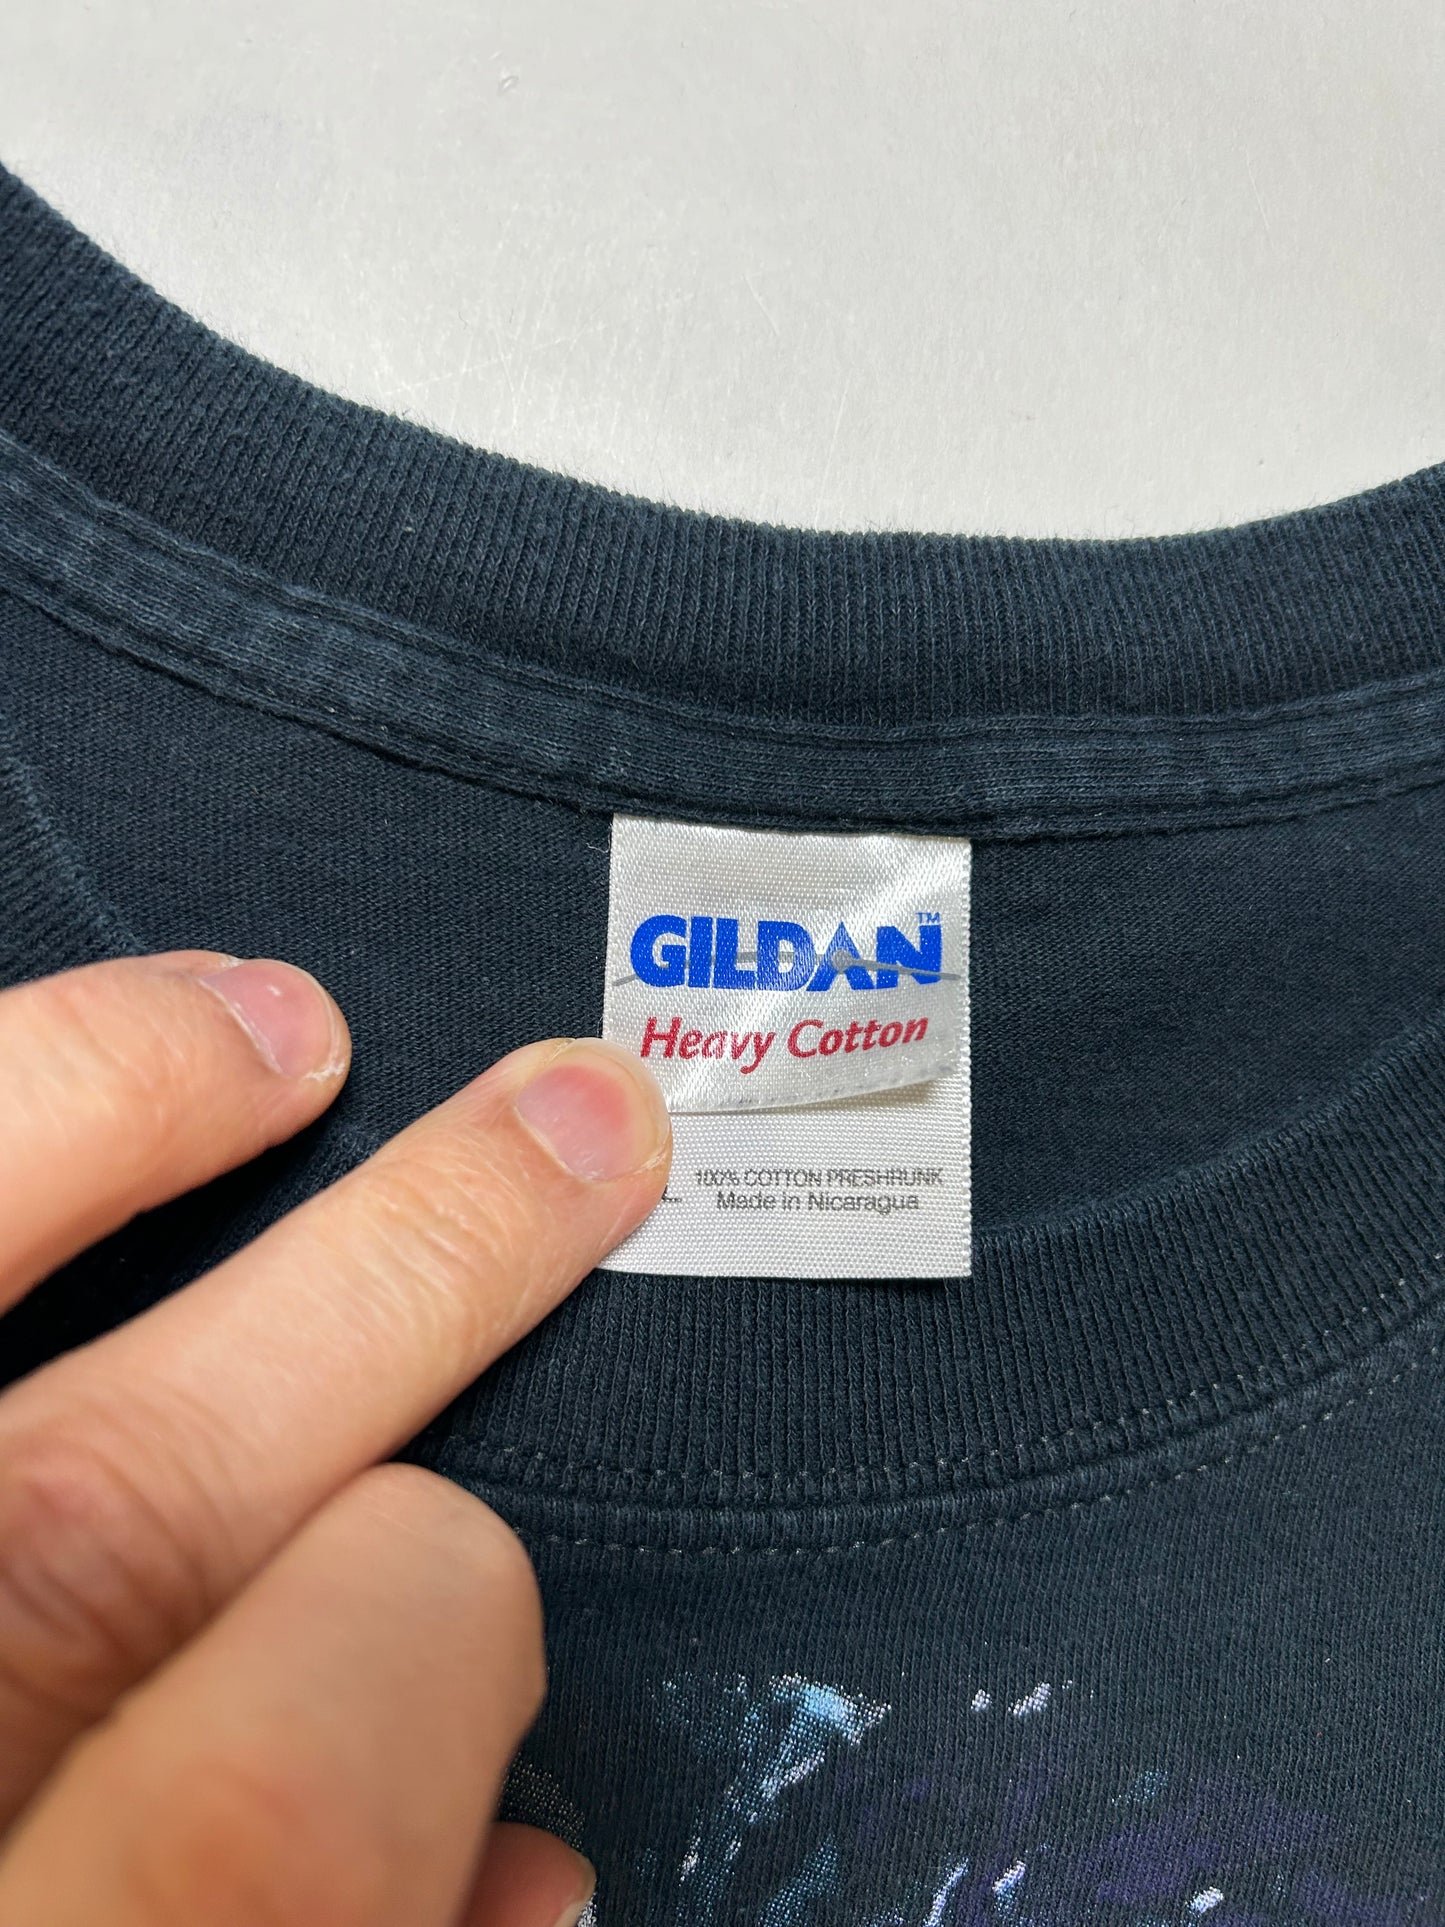 GILDAN™
Heavy Cotton
100% COTTON PRESHRUNK
Made in Nicaragua